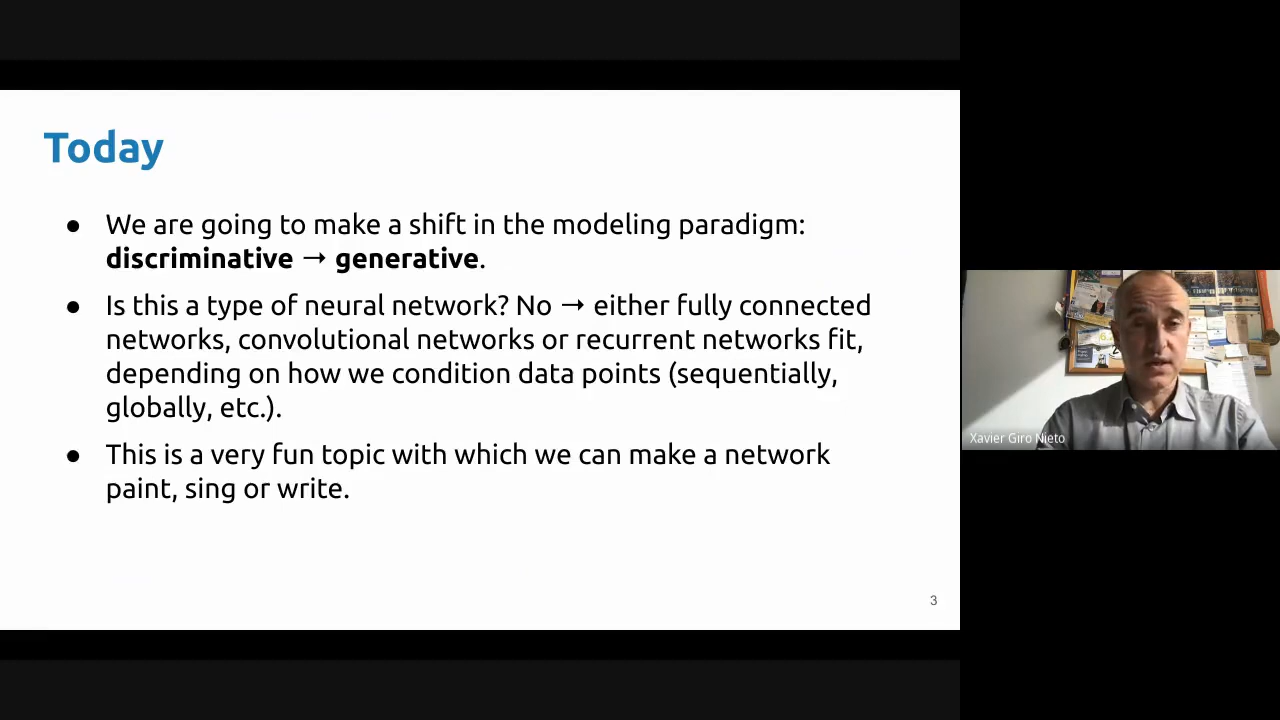 Today
● We are going to make a shift in the modeling paradigm:
discriminative → generative.
● Is this a type of neural network? No → either fully connected
networks, convolutional networks or recurrent networks fit,
depending on how we condition data points (sequentially,
globally, etc.).
● This is a very fun topic with which we can make a network
paint, sing or write.
3
Xavier Giro Nieto